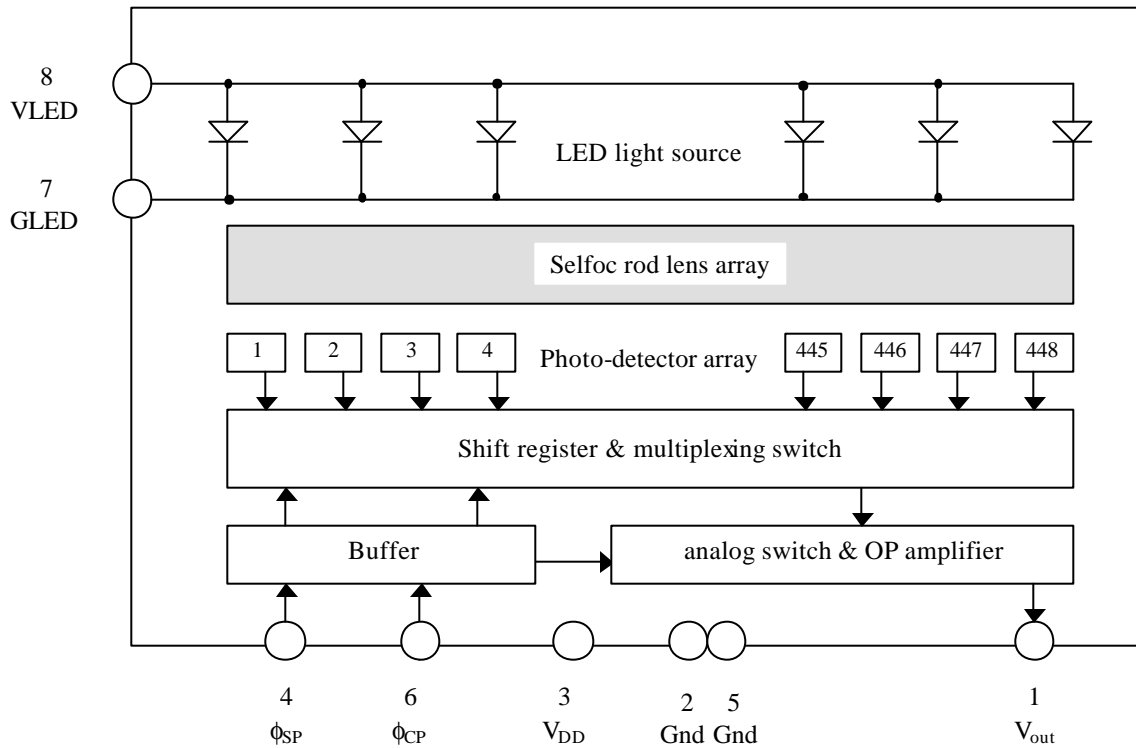 8
VLED
LED light source
7
GLED
Selfoc rod lens array
1 2 3 4 Photo-detector array 445 446 447 448
Shift register & multiplexing switch
Buffer
analog switch & OP amplifier
4 6 3 2 5 1
ϕSP ϕCP VDD Gnd Gnd Vout